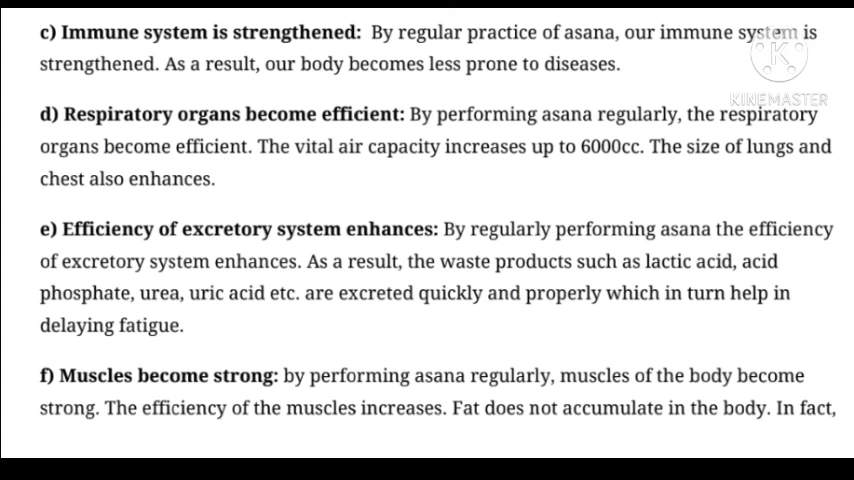 c) Immune system is strengthened: By regular practice of asana, our immune system is
strengthened. As a result, our body becomes less prone to diseases.
KINEMASTER
d) Respiratory organs become efficient: By performing asana regularly, the respiratory
organs become efficient. The vital air capacity increases up to 6000cc. The size of lungs and
chest also enhances.
e) Efficiency of excretory system enhances: By regularly performing asana the efficiency
of excretory system enhances. As a result, the waste products such as lactic acid, acid
phosphate, urea, uric acid etc. are excreted quickly and properly which in turn help in
delaying fatigue.
f) Muscles become strong: by performing asana regularly, muscles of the body become
strong. The efficiency of the muscles increases. Fat does not accumulate in the body. In fact,